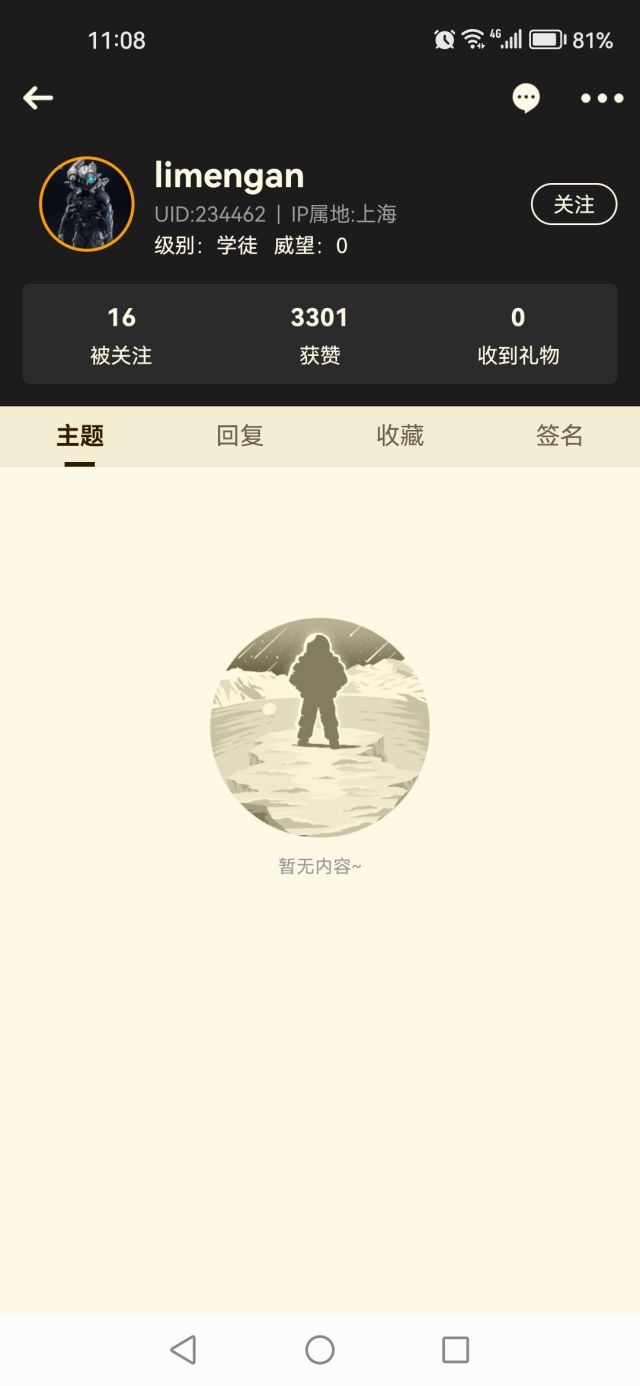 11:08 4G 81%
limengan
UID:234462 | IP属地:上海
级别：学徒 威望：0
关注
16 3301 0
被关注 获赞 收到礼物
主题 回复 收藏 签名
暂无内容~